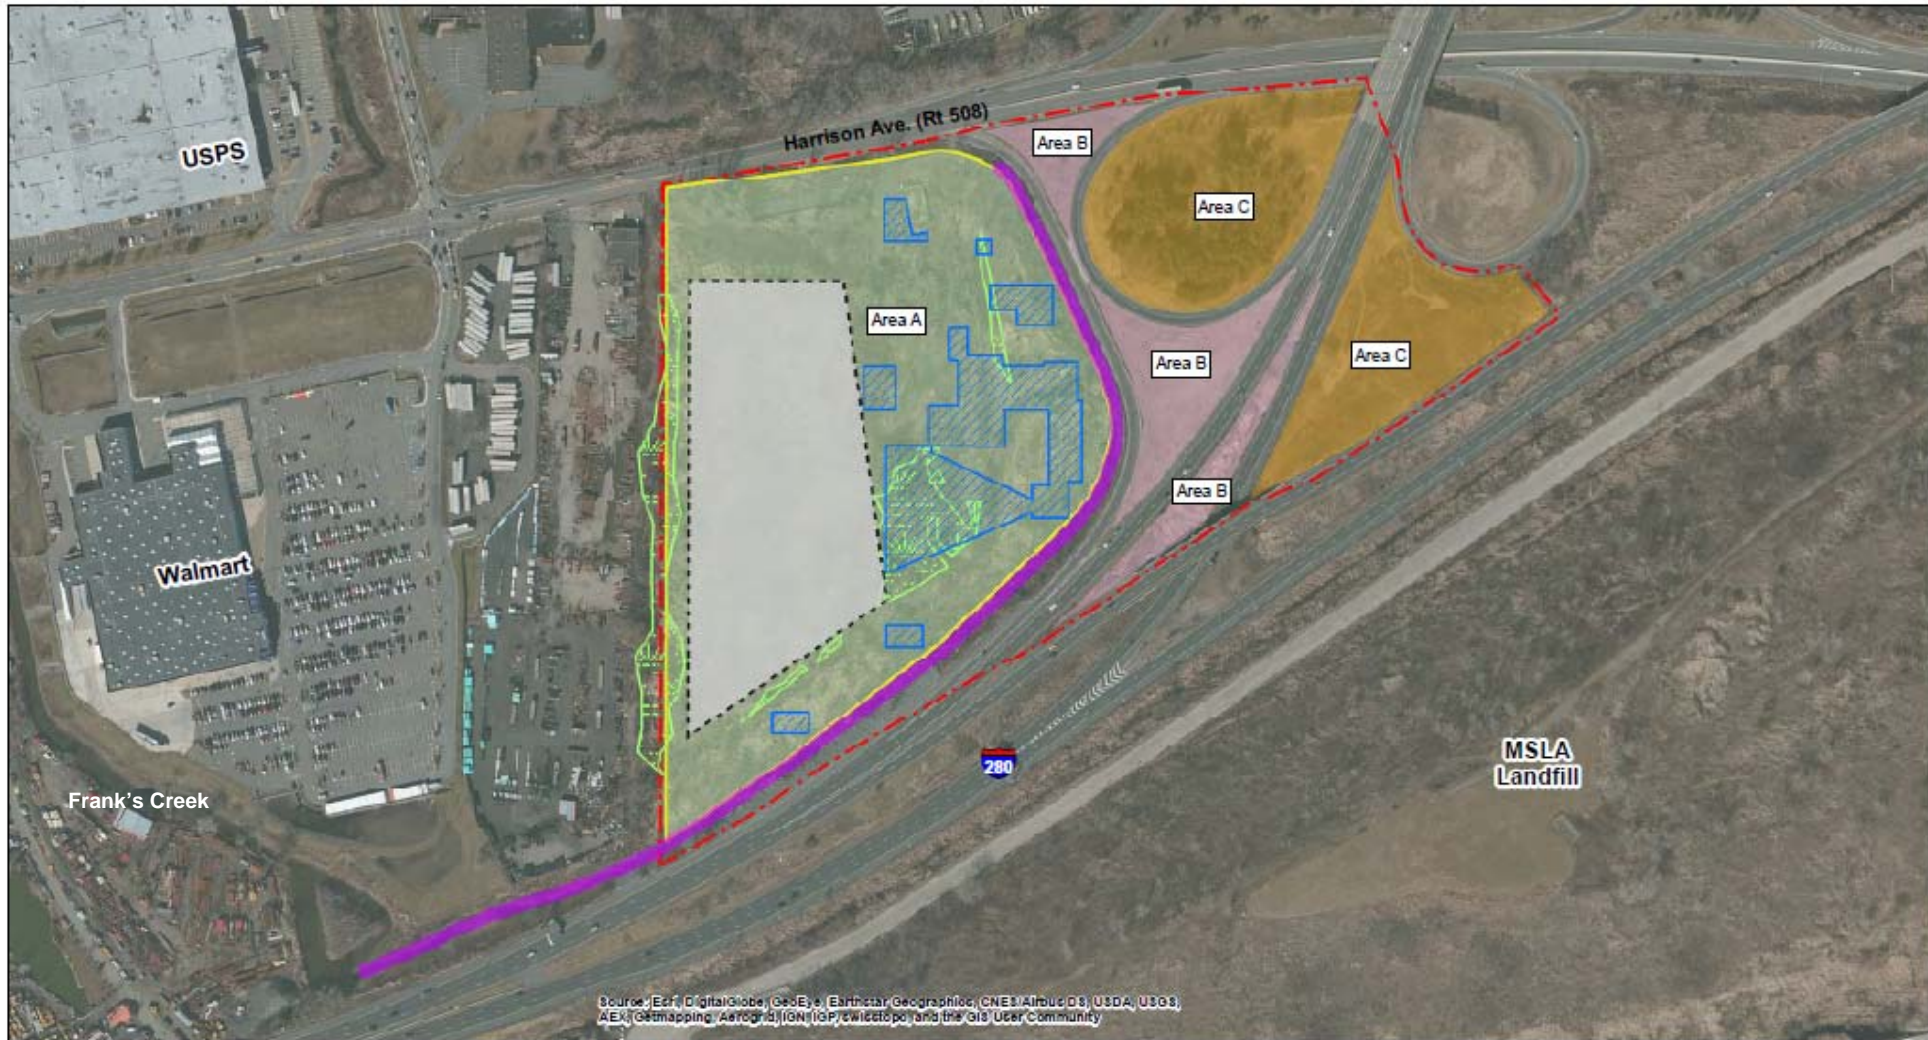 Harrison Ave. (Rt 508)
Area B
USPS
Area C
Area A
Area B
Area C
Area B
Walmart
280
MSLA
Landfill
Frank's Creek
Source: Esri, DigitalGlobe, GeoEye, Earthstar Geographics, CNES/Airbus DS, USDA, USGS,
AEX, Getmapping, Aerogrid, IGN, IGP, swisstopo, and the GIS User Community